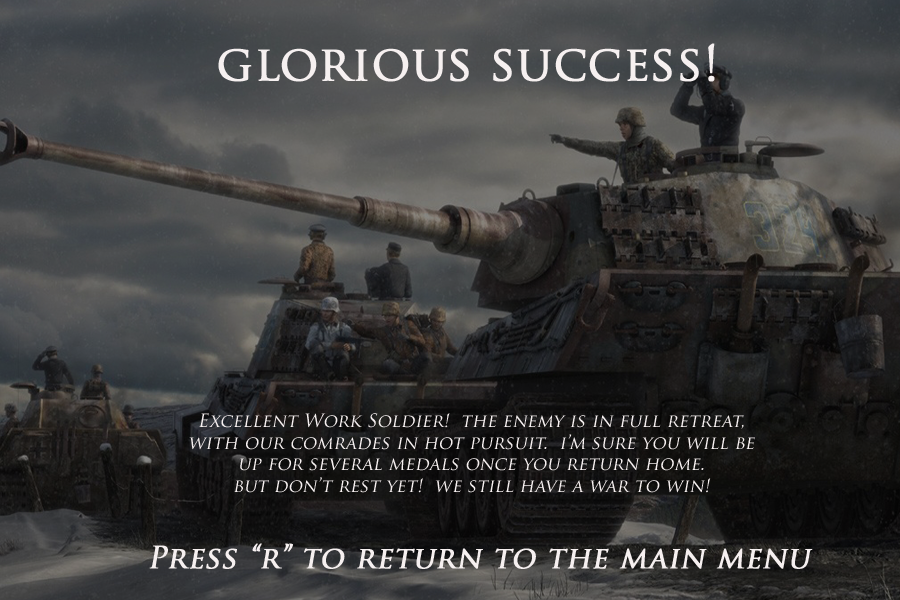 GLORIOUS SUCCESS!
EXCELLENT WORK SOLDIER!  THE ENEMY IS IN FULL RETREAT,
WITH OUR COMRADES IN HOT PURSUIT.  I'M SURE YOU WILL BE
UP FOR SEVERAL MEDALS ONCE YOU RETURN HOME.
BUT DON'T REST YET!  WE STILL HAVE A WAR TO WIN!
PRESS “R” TO RETURN TO THE MAIN MENU